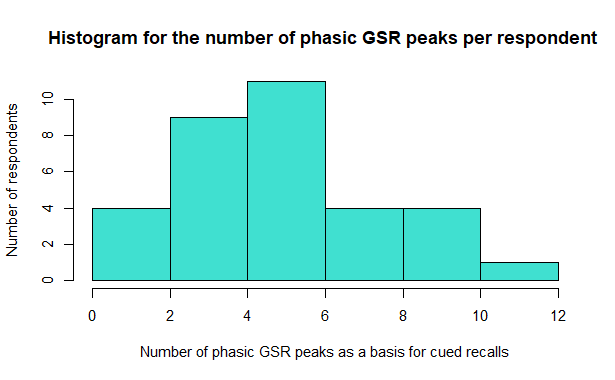 Histogram for the number of phasic GSR peaks per respondent
Number of respondents
10
8
6
4
2
0
0 2 4 6 8 10 12
Number of phasic GSR peaks as a basis for cued recalls